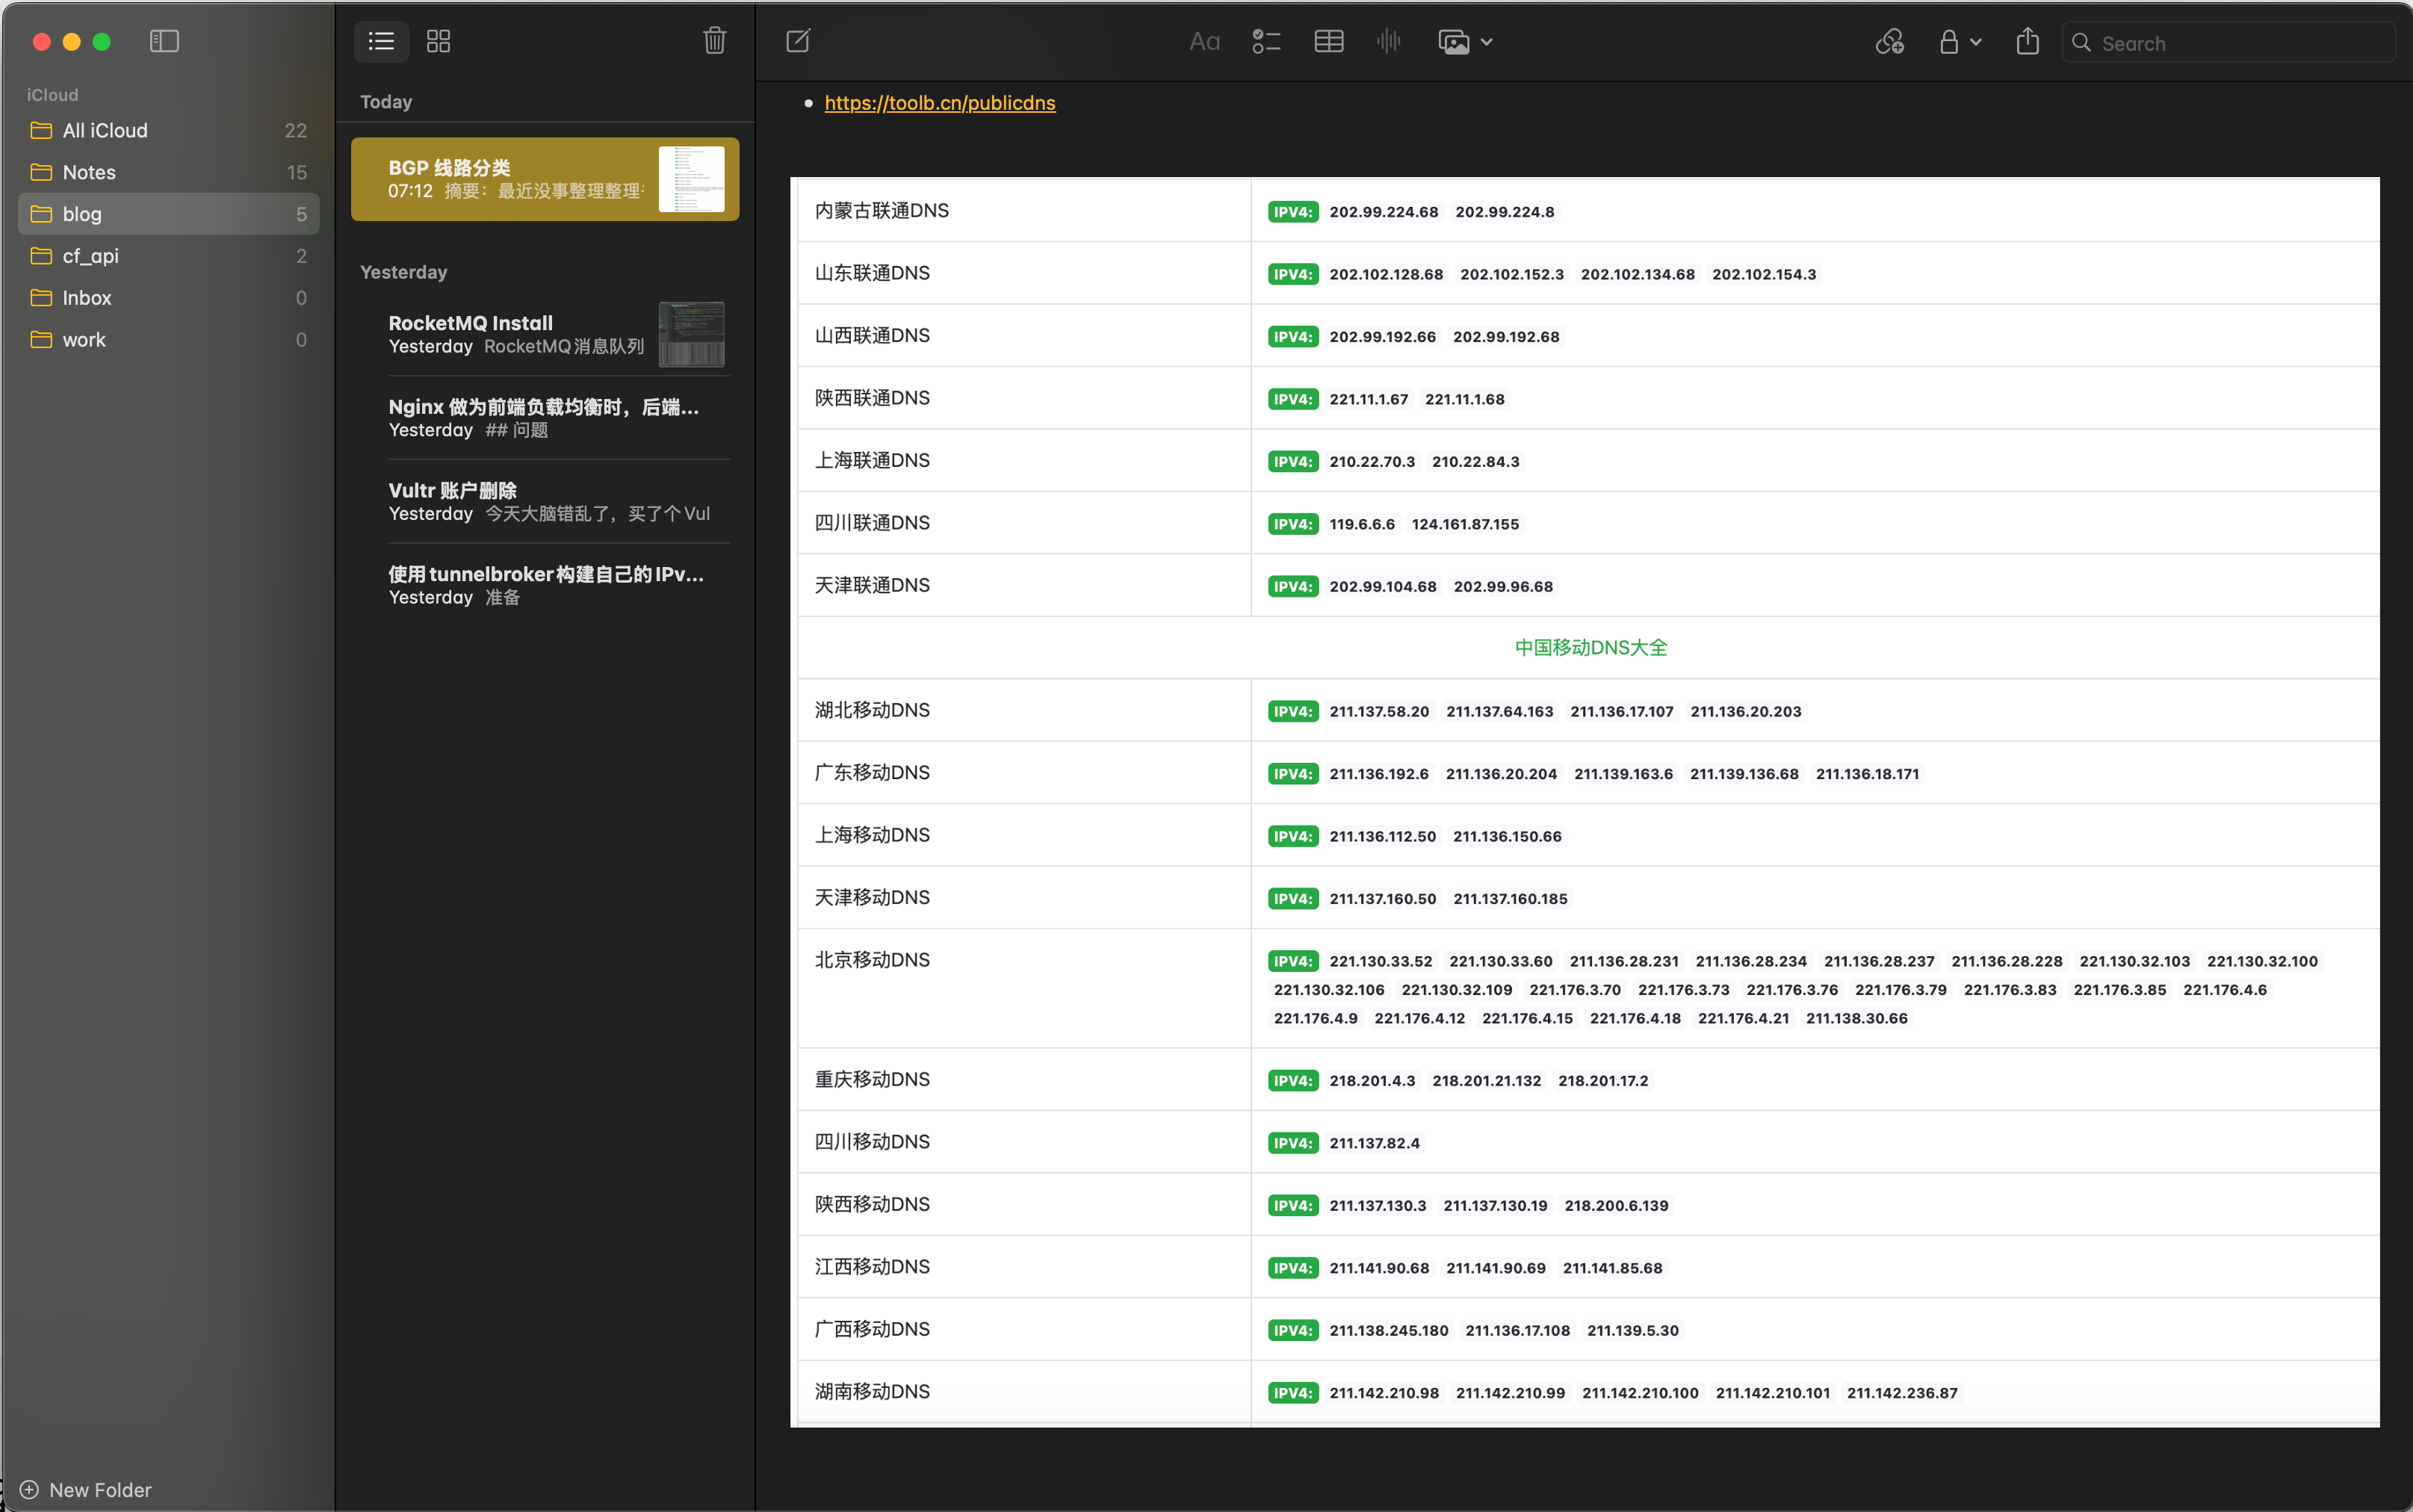 iCloud
All iCloud 22
Notes 15
blog 5
cf_api 2
Inbox 0
work 0
New Folder
Today
BGP 线路分类
07:12 摘要：最近没事整理整理
Yesterday
RocketMQ Install
Yesterday RocketMQ消息队列
Nginx 做为前端负载均衡时，后端...
Yesterday ## 问题
Vultr 账户删除
Yesterday 今天大脑错乱了，买了个Vul
使用tunnelbroker构建自己的IPv...
Yesterday 准备
Aa
Search
https://toolb.cn/publicdns
内蒙古联通DNS IPV4: 202.99.224.68 202.99.224.8
山东联通DNS IPV4: 202.102.128.68 202.102.152.3 202.102.134.68 202.102.154.3
山西联通DNS IPV4: 202.99.192.66 202.99.192.68
陕西联通DNS IPV4: 221.11.1.67 221.11.1.68
上海联通DNS IPV4: 210.22.70.3 210.22.84.3
四川联通DNS IPV4: 119.6.6.6 124.161.87.155
天津联通DNS IPV4: 202.99.104.68 202.99.96.68
中国移动DNS大全
湖北移动DNS IPV4: 211.137.58.20 211.137.64.163 211.136.17.107 211.136.20.203
广东移动DNS IPV4: 211.136.192.6 211.136.20.204 211.139.163.6 211.139.136.68 211.136.18.171
上海移动DNS IPV4: 211.136.112.50 211.136.150.66
天津移动DNS IPV4: 211.137.160.50 211.137.160.185
北京移动DNS IPV4: 221.130.33.52 221.130.33.60 211.136.28.231 211.136.28.234 211.136.28.237 211.136.28.228 221.130.32.103 221.130.32.100
221.130.32.106 221.130.32.109 221.176.3.70 221.176.3.73 221.176.3.76 221.176.3.79 221.176.3.83 221.176.3.85 221.176.4.6
221.176.4.9 221.176.4.12 221.176.4.15 221.176.4.18 221.176.4.21 211.138.30.66
重庆移动DNS IPV4: 218.201.4.3 218.201.21.132 218.201.17.2
四川移动DNS IPV4: 211.137.82.4
陕西移动DNS IPV4: 211.137.130.3 211.137.130.19 218.200.6.139
江西移动DNS IPV4: 211.141.90.68 211.141.90.69 211.141.85.68
广西移动DNS IPV4: 211.138.245.180 211.136.17.108 211.139.5.30
湖南移动DNS IPV4: 211.142.210.98 211.142.210.99 211.142.210.100 211.142.210.101 211.142.236.87